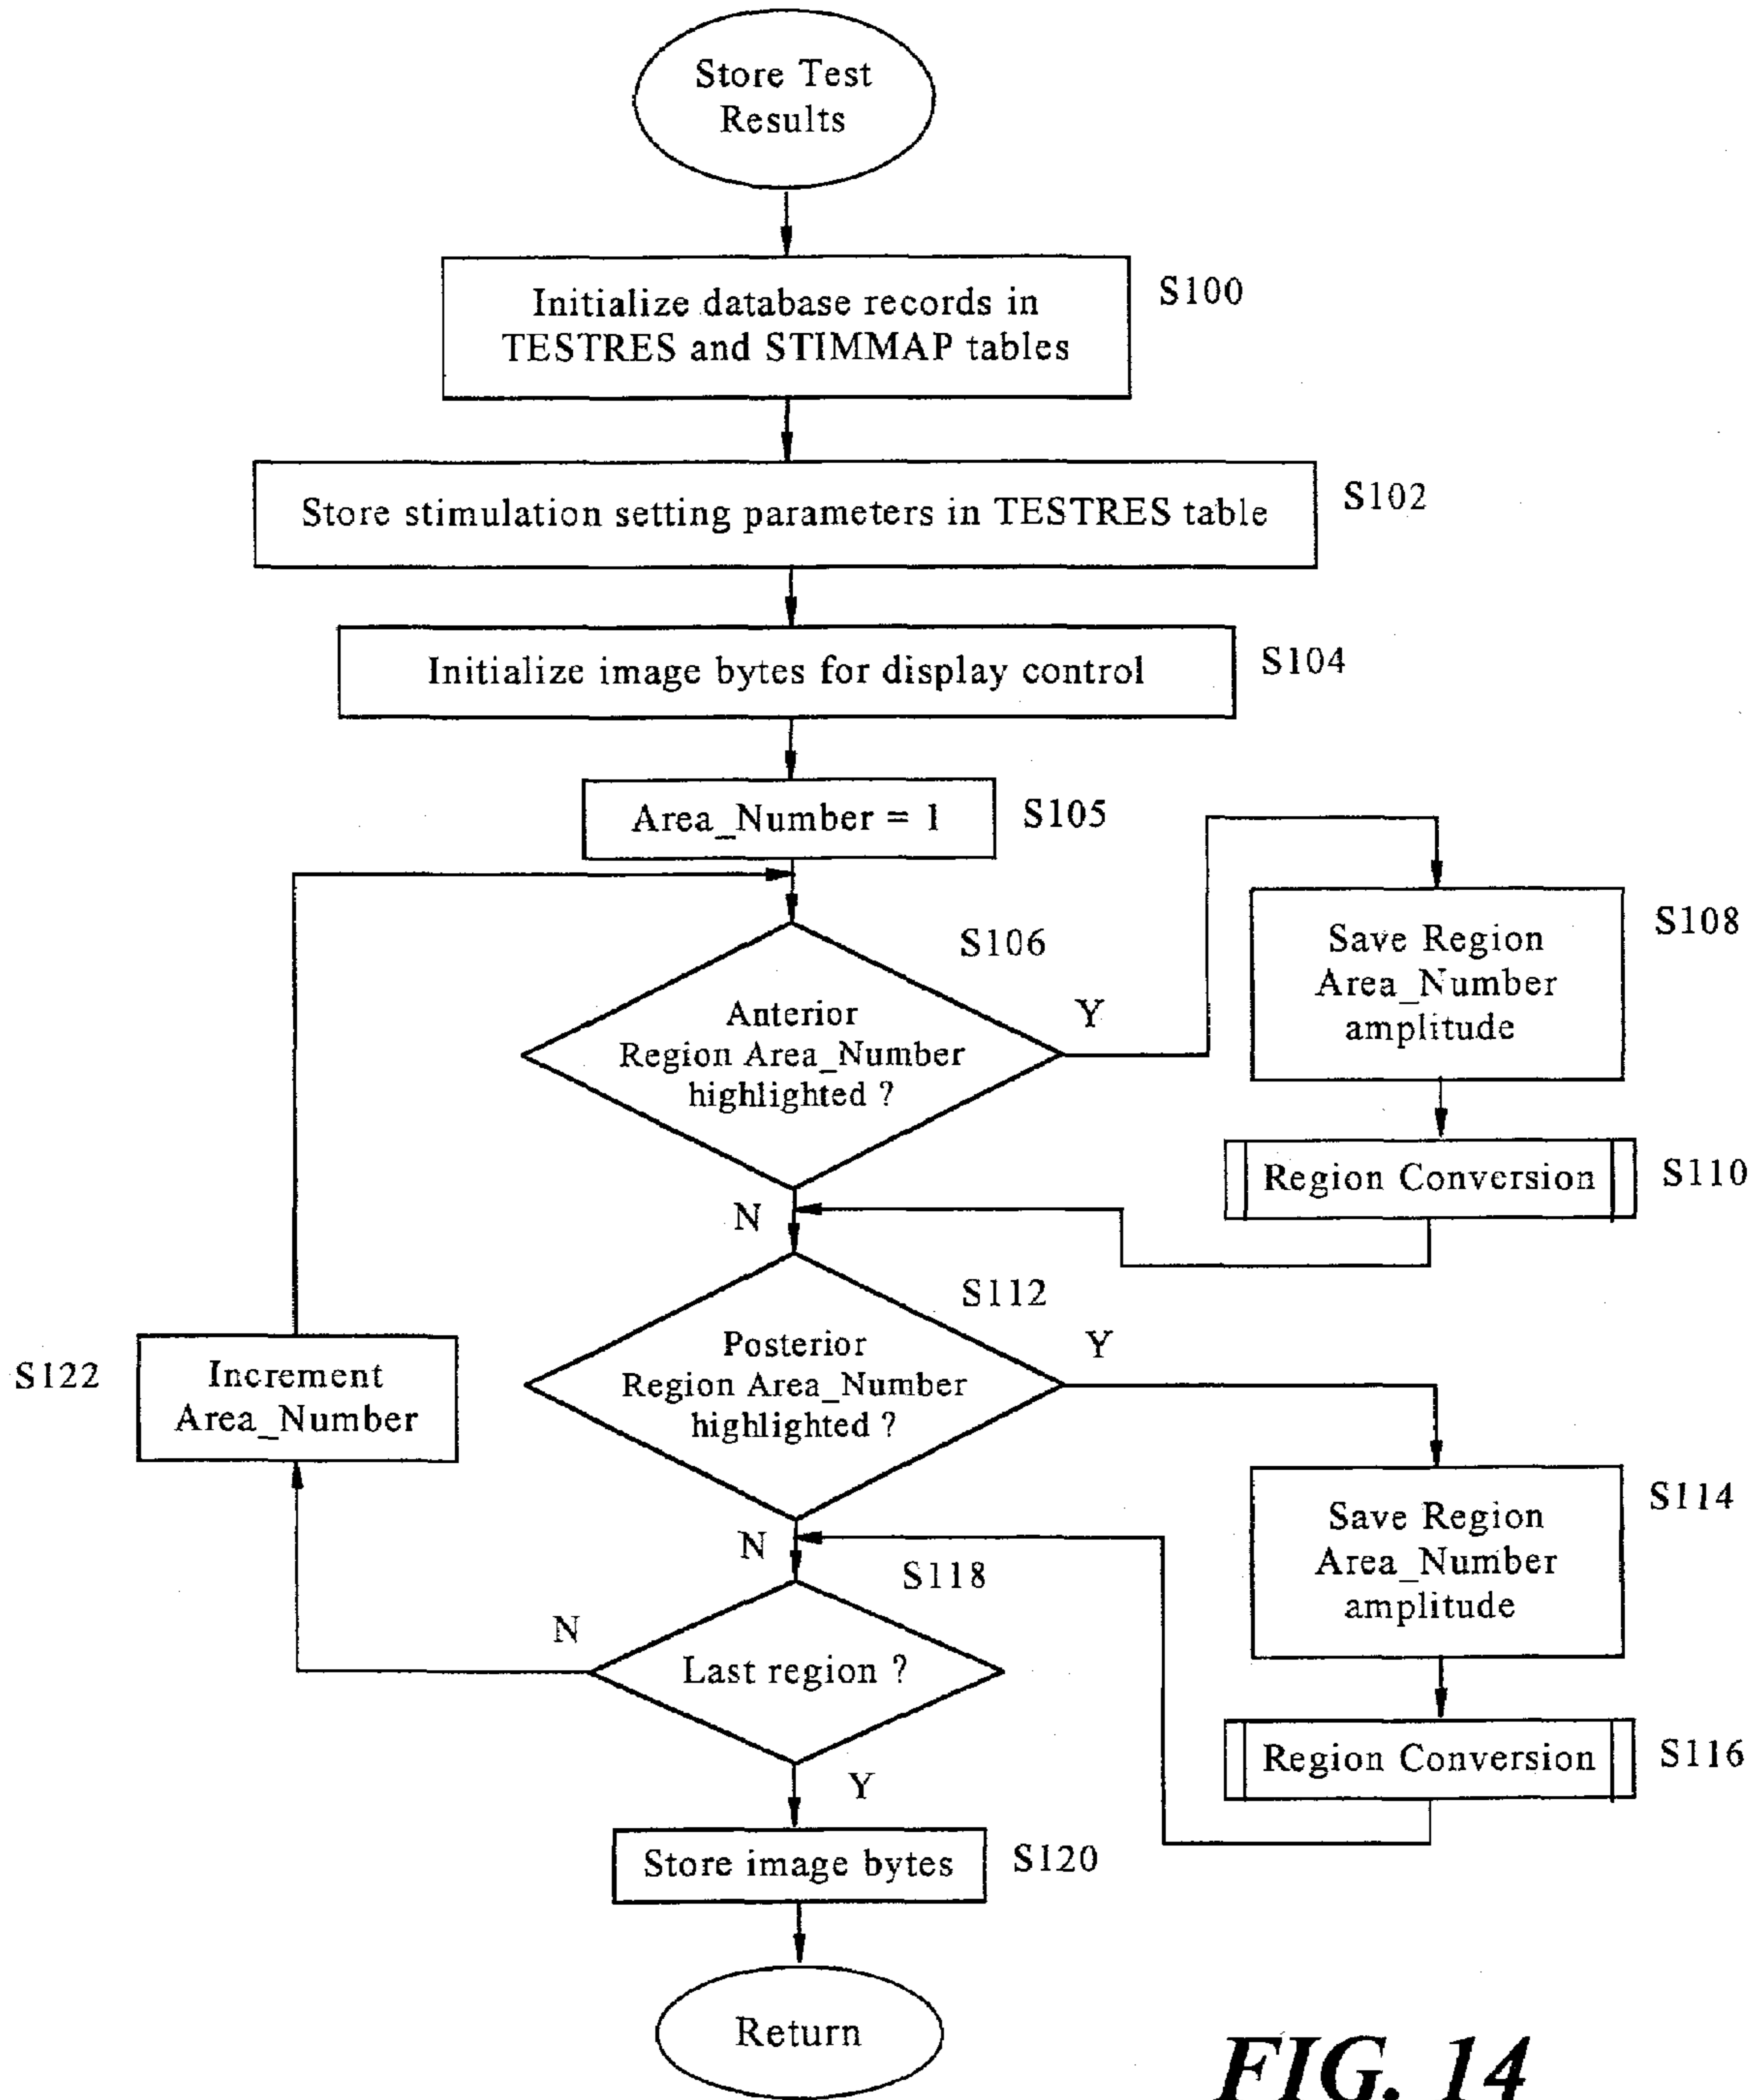 Store Test
Results
Initialize database records in
TESTRES and STIMMAP tables
S100
Store stimulation setting parameters in TESTRES table
S102
Initialize image bytes for display control
S104
Area_Number = 1
S105
S106
Anterior
Region Area_Number
highlighted ?
Y
N
Save Region
Area_Number
amplitude
S108
Region Conversion
S110
S112
Posterior
Region Area_Number
highlighted ?
Y
N
S122
Increment
Area_Number
Save Region
Area_Number
amplitude
S114
Region Conversion
S116
S118
Last region ?
N
Y
Store image bytes
S120
Return
FIG. 14